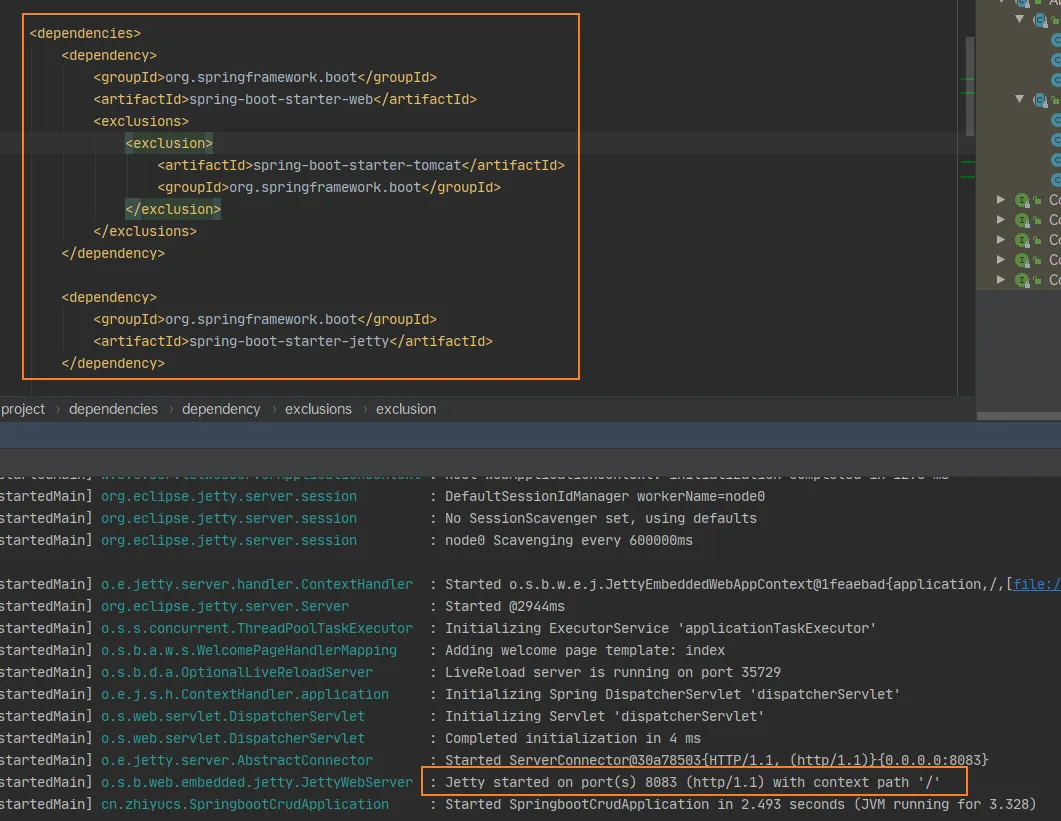 <dependencies>
<dependency>
<groupId>org.springframework.boot</groupId>
<artifactId>spring-boot-starter-web</artifactId>
<exclusions>
<exclusion>
<artifactId>spring-boot-starter-tomcat</artifactId>
<groupId>org.springframework.boot</groupId>
</exclusion>
</exclusions>
</dependency>
<dependency>
<groupId>org.springframework.boot</groupId>
<artifactId>spring-boot-starter-jetty</artifactId>
</dependency>
project › dependencies › dependency › exclusions › exclusion
startedMain] org.eclipse.jetty.server.session : DefaultSessionIdManager workerName=node0
startedMain] org.eclipse.jetty.server.session : No SessionScavenger set, using defaults
startedMain] org.eclipse.jetty.server.session : node0 Scavenging every 600000ms
startedMain] o.e.jetty.server.handler.ContextHandler : Started o.s.b.w.e.j.JettyEmbeddedWebAppContext@1feaebad{application,/,[file:/
startedMain] org.eclipse.jetty.server.Server : Started @2944ms
startedMain] o.s.s.concurrent.ThreadPoolTaskExecutor : Initializing ExecutorService 'applicationTaskExecutor'
startedMain] o.s.b.a.w.s.WelcomePageHandlerMapping : Adding welcome page template: index
startedMain] o.s.b.d.a.OptionalLiveReloadServer : LiveReload server is running on port 35729
startedMain] o.e.j.s.h.ContextHandler.application : Initializing Spring DispatcherServlet 'dispatcherServlet'
startedMain] o.s.web.servlet.DispatcherServlet : Initializing Servlet 'dispatcherServlet'
startedMain] o.s.web.servlet.DispatcherServlet : Completed initialization in 4 ms
startedMain] o.e.jetty.server.AbstractConnector : Started ServerConnector@30a78503{HTTP/1.1, (http/1.1)}{0.0.0.0:8083}
startedMain] o.s.b.web.embedded.jetty.JettyWebServer : Jetty started on port(s) 8083 (http/1.1) with context path '/'
startedMain] cn.zhiyucs.SpringbootCrudApplication : Started SpringbootCrudApplication in 2.493 seconds (JVM running for 3.328)